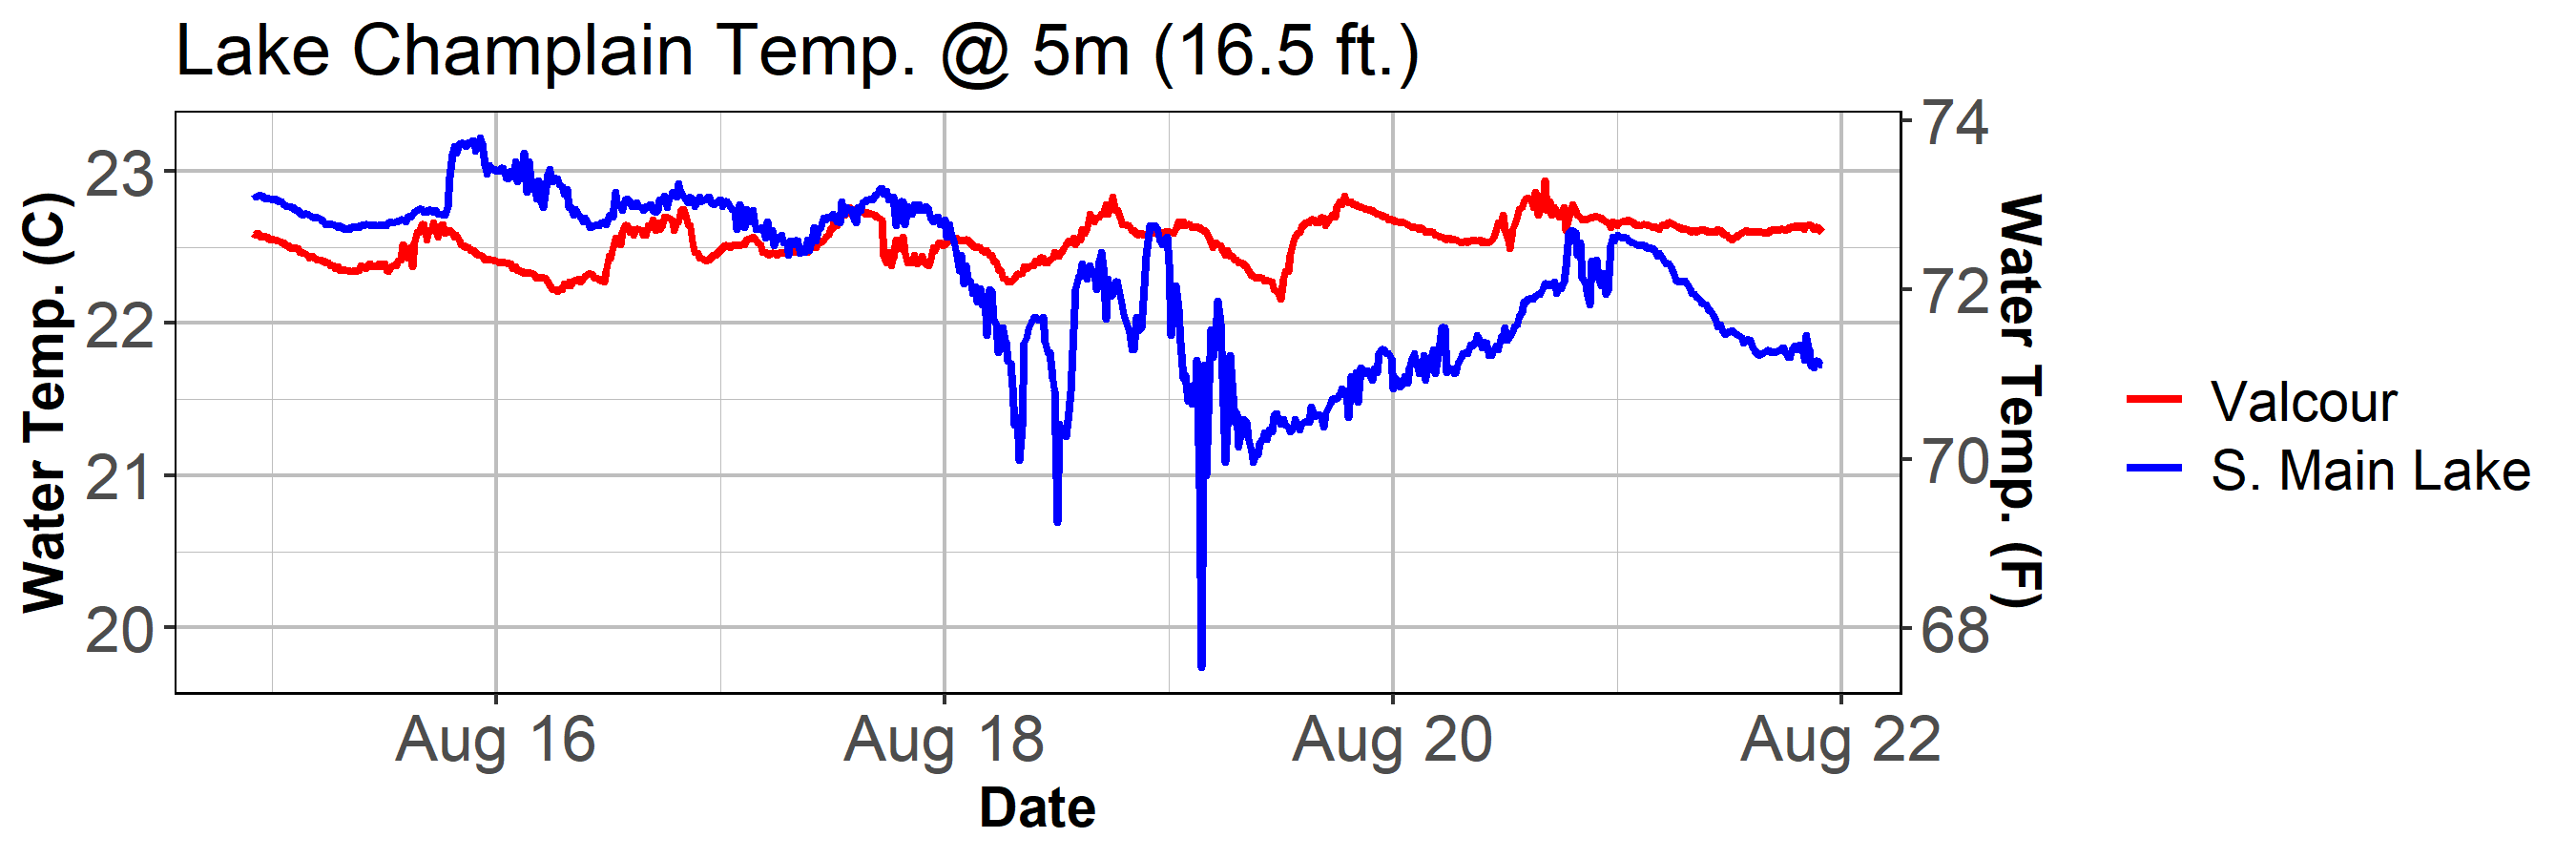 Lake Champlain Temp. @ 5m (16.5 ft.)
Water Temp. (C)
23
22
21
20
74
72
70
68
Water Temp. (F)
Aug 16
Aug 18
Aug 20
Aug 22
Date
Valcour
S. Main Lake